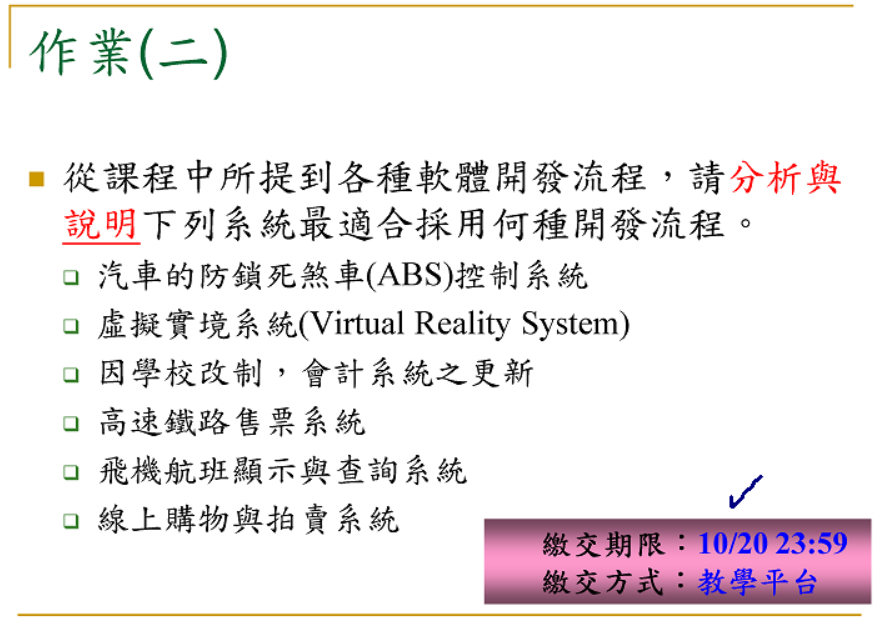 作業(二)
從課程中所提到各種軟體開發流程，請分析與
說明下列系統最適合採用何種開發流程。
汽車的防鎖死煞車(ABS)控制系統
虛擬實境系統(Virtual Reality System)
因學校改制，會計系統之更新
高速鐵路售票系統
飛機航班顯示與查詢系統
線上購物與拍賣系統
繳交期限：10/20 23:59
繳交方式：教學平台